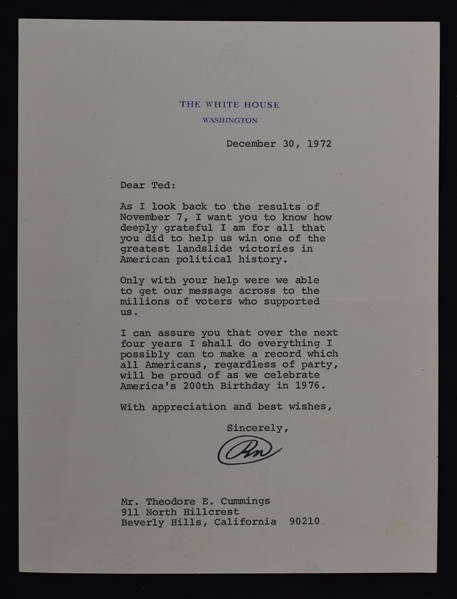 THE WHITE HOUSE
WASHINGTON
December 30, 1972
Dear Ted:
As I look back to the results of
November 7, I want you to know how
deeply grateful I am for all that
you did to help us win one of the
greatest landslide victories in
American political history.
Only with your help were we able
to get our message across to the
millions of voters who supported
us.
I can assure you that over the next
four years I shall do everything I
possibly can to make a record which
all Americans, regardless of party,
will be proud of as we celebrate
America's 200th Birthday in 1976.
With appreciation and best wishes,
Sincerely,
RN
Mr. Theodore E. Cummings
911 North Hillcrest
Beverly Hills, California 90210